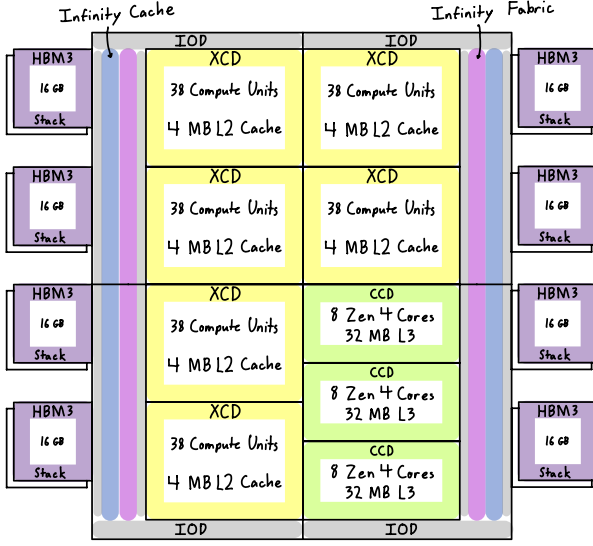 Infinity Cache
Infinity Fabric
IOD
IOD
HBM3
16 GB
Stack
XCD
38 Compute Units
4 MB L2 Cache
XCD
38 Compute Units
4 MB L2 Cache
HBM3
16 GB
Stack
HBM3
16 GB
Stack
XCD
38 Compute Units
4 MB L2 Cache
XCD
38 Compute Units
4 MB L2 Cache
HBM3
16 GB
Stack
HBM3
16 GB
Stack
XCD
38 Compute Units
4 MB L2 Cache
CCD
8 Zen 4 Cores
32 MB L3
HBM3
16 GB
Stack
CCD
8 Zen 4 Cores
32 MB L3
HBM3
16 GB
Stack
XCD
38 Compute Units
4 MB L2 Cache
CCD
8 Zen 4 Cores
32 MB L3
HBM3
16 GB
Stack
IOD
IOD